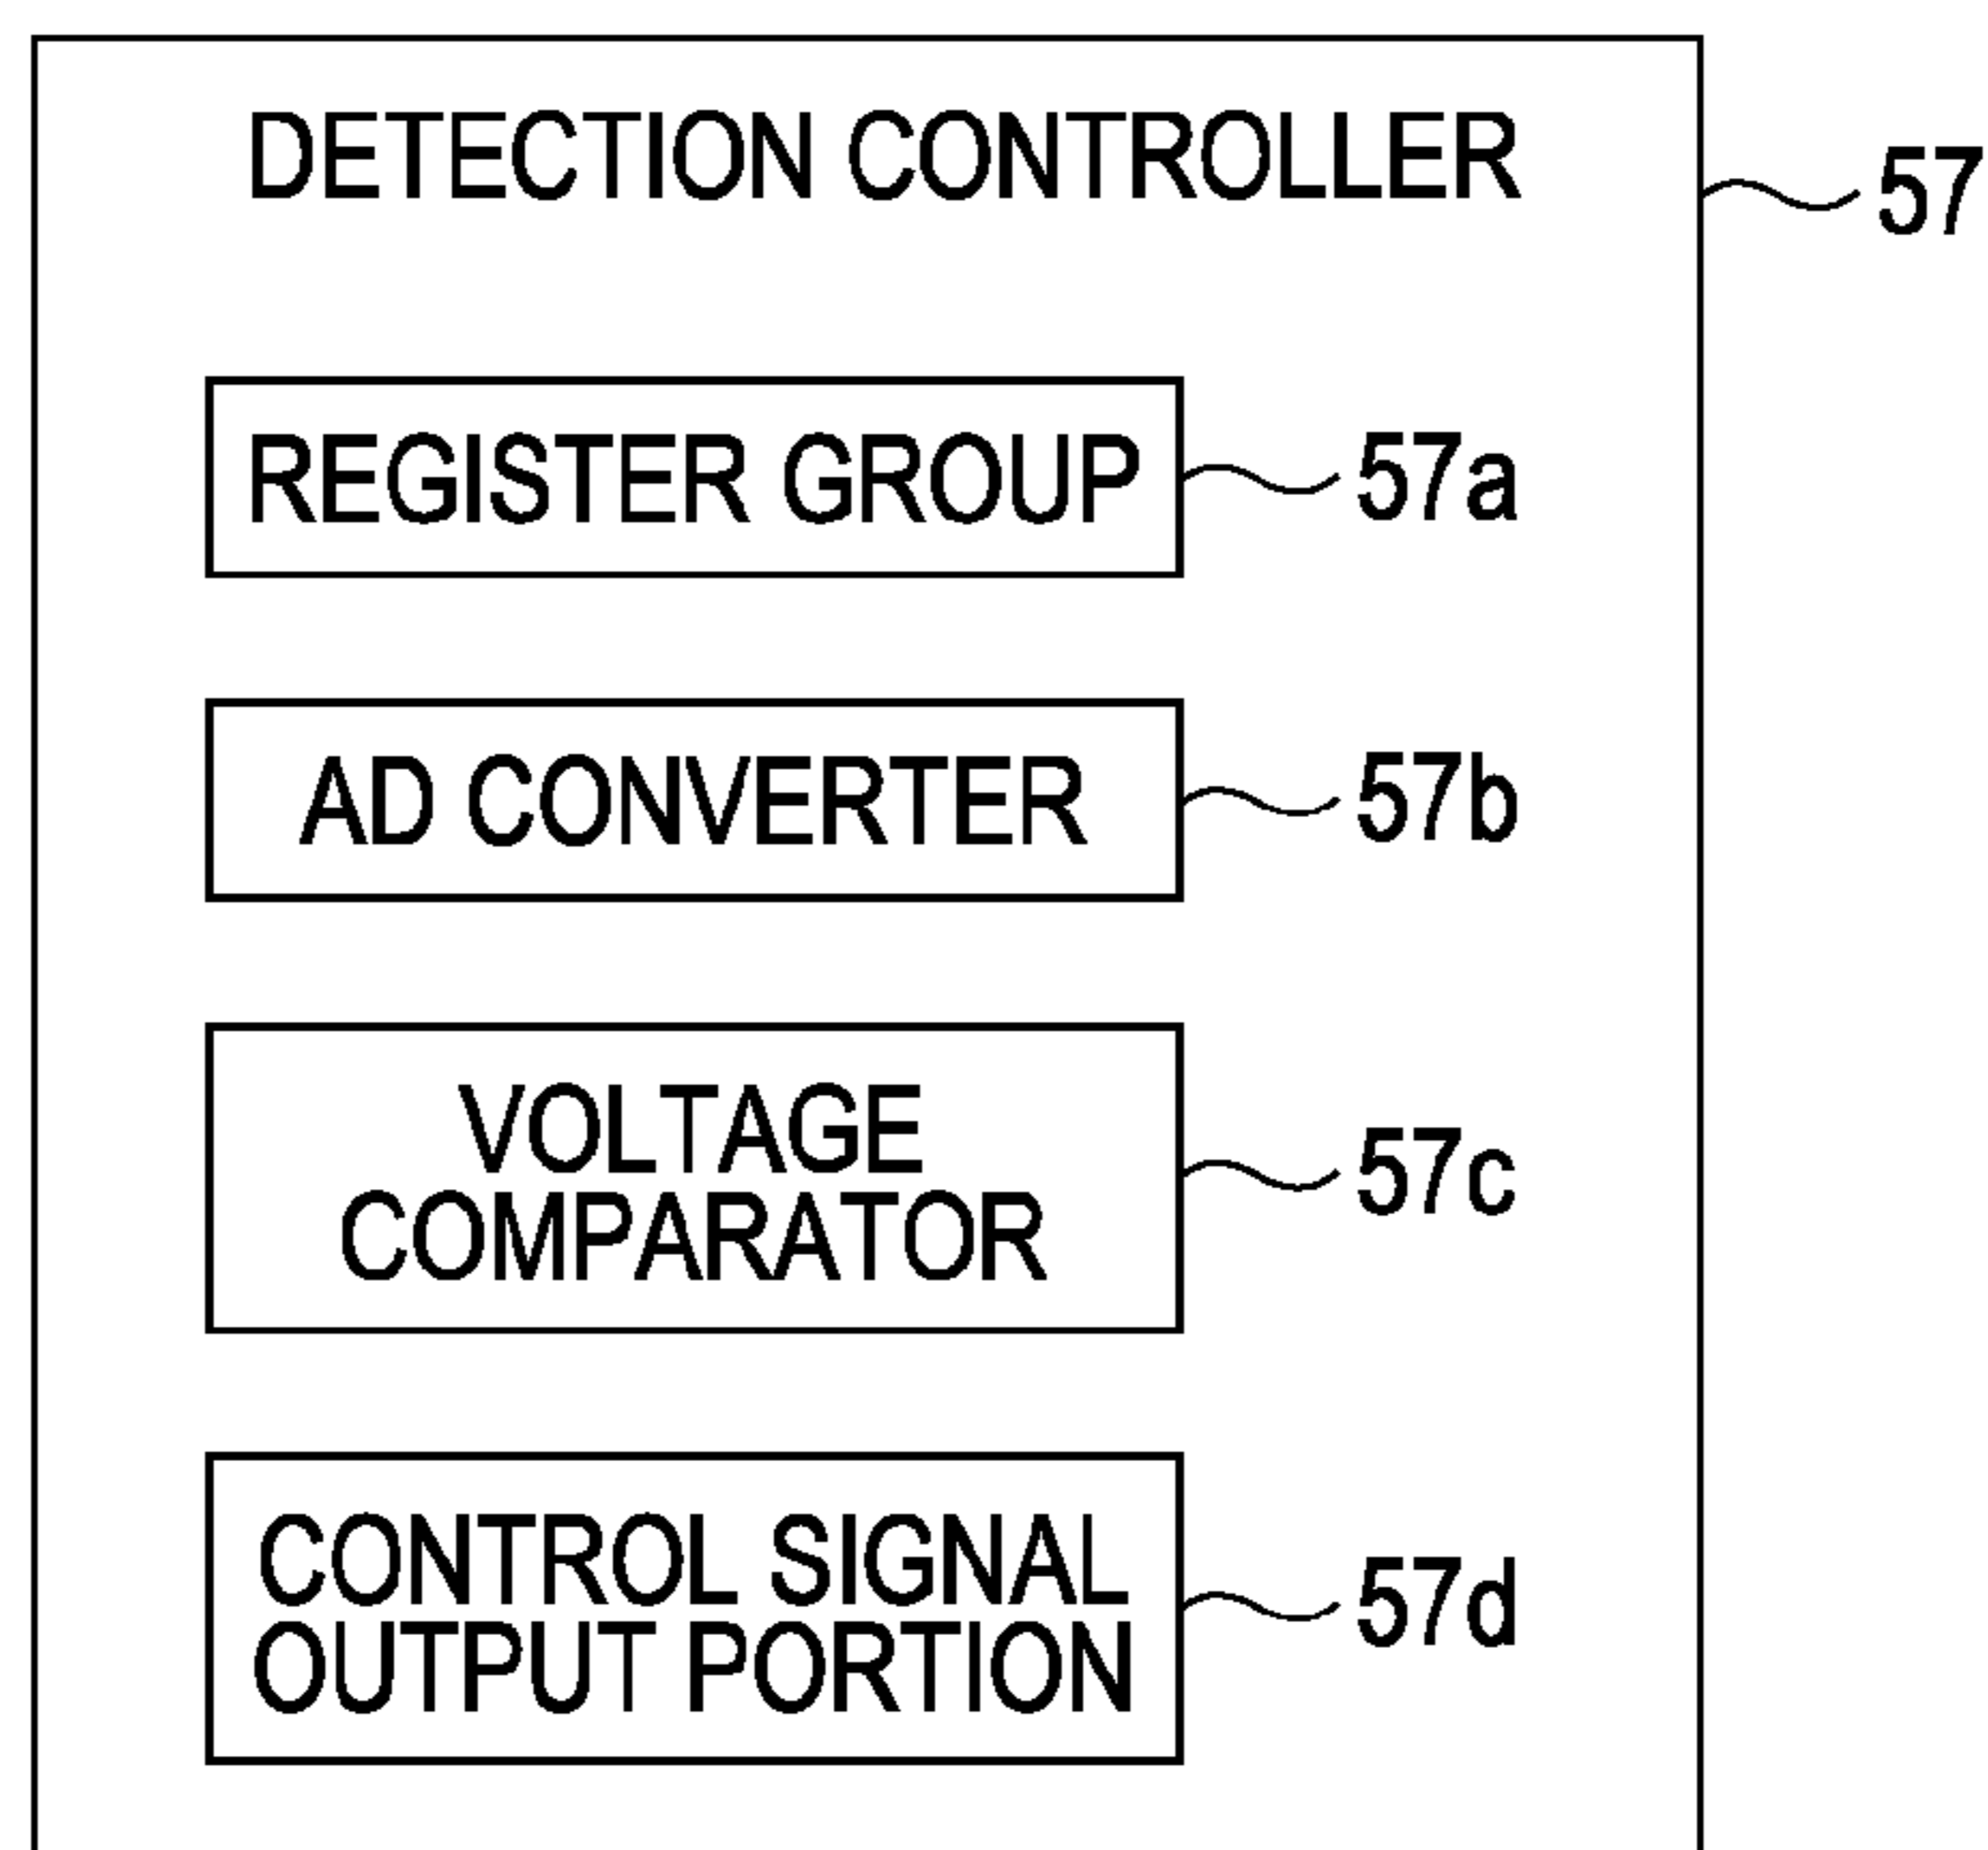 DETECTION CONTROLLER
57
REGISTER GROUP
57a
AD CONVERTER
57b
VOLTAGE
COMPARATOR
57c
CONTROL SIGNAL
OUTPUT PORTION
57d